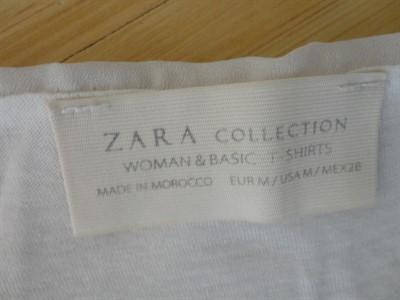 ZARA COLLECTION
WOMAN & BASIC T-SHIRTS
MADE IN MOROCCO EUR M / USA M / MEX 28